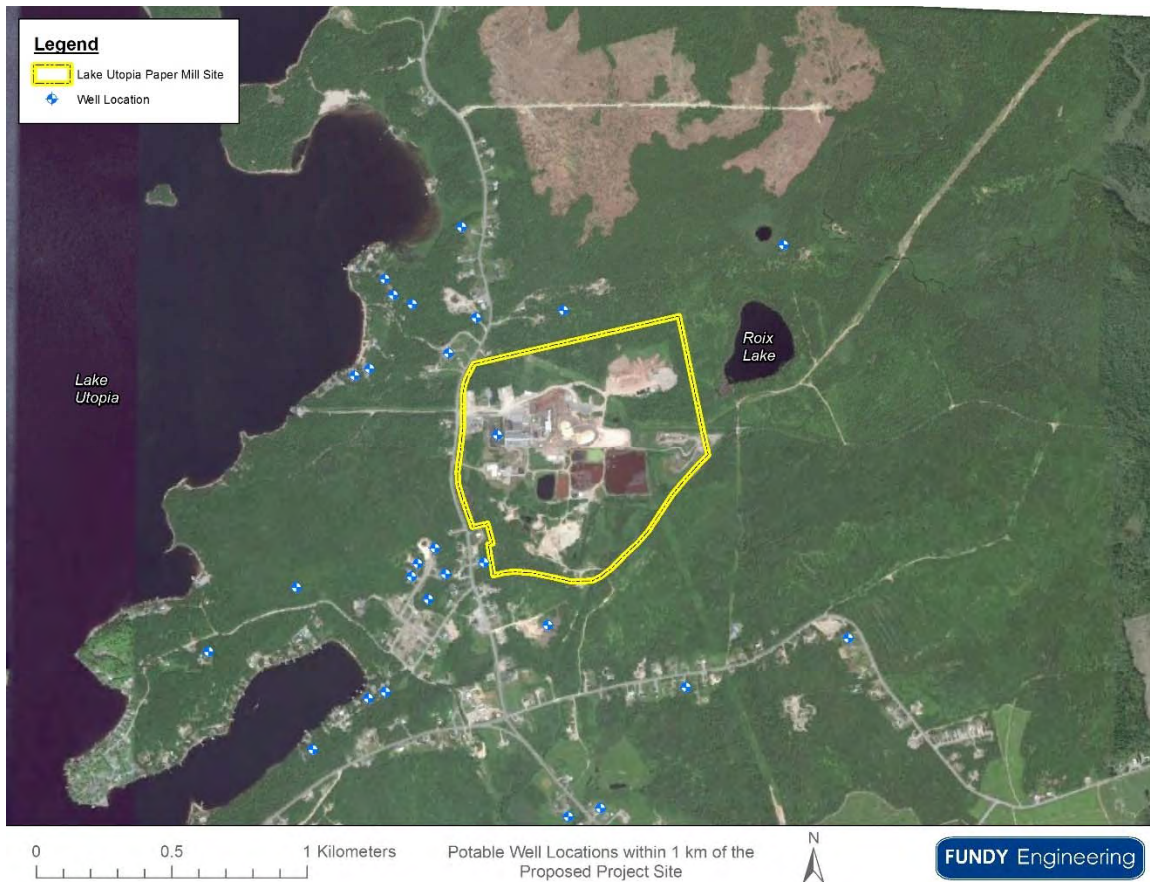 Legend
Lake Utopia Paper Mill Site
Well Location
Roix
Lake
Lake
Utopia
0 0.5 1 Kilometers
Potable Well Locations within 1 km of the
Proposed Project Site
N
FUNDY Engineering